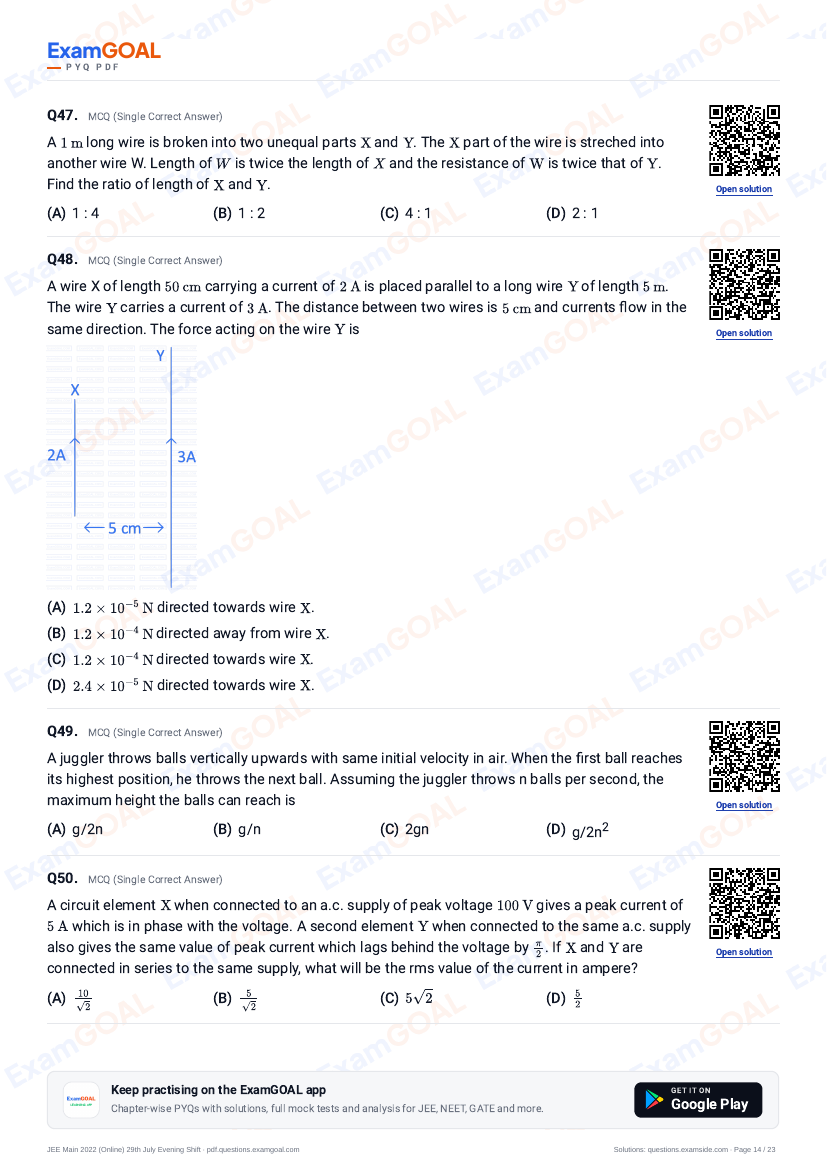 ExamGOAL
PYQ PDF
Q47. MCQ (Single Correct Answer)
A 1 m long wire is broken into two unequal parts X and Y. The X part of the wire is streched into
another wire W. Length of W is twice the length of X and the resistance of W is twice that of Y.
Find the ratio of length of X and Y.
Open solution
(A) 1 : 4 (B) 1 : 2 (C) 4 : 1 (D) 2 : 1
Q48. MCQ (Single Correct Answer)
A wire X of length 50 cm carrying a current of 2 A is placed parallel to a long wire Y of length 5 m.
The wire Y carries a current of 3 A. The distance between two wires is 5 cm and currents flow in the
same direction. The force acting on the wire Y is
Open solution
Y
X
2A
3A
5 cm
(A) 1.2 × 10⁻⁵ N directed towards wire X.
(B) 1.2 × 10⁻⁴ N directed away from wire X.
(C) 1.2 × 10⁻⁴ N directed towards wire X.
(D) 2.4 × 10⁻⁵ N directed towards wire X.
Q49. MCQ (Single Correct Answer)
A juggler throws balls vertically upwards with same initial velocity in air. When the first ball reaches
its highest position, he throws the next ball. Assuming the juggler throws n balls per second, the
maximum height the balls can reach is
Open solution
(A) g/2n (B) g/n (C) 2gn (D) g/2n²
Q50. MCQ (Single Correct Answer)
A circuit element X when connected to an a.c. supply of peak voltage 100 V gives a peak current of
5 A which is in phase with the voltage. A second element Y when connected to the same a.c. supply
also gives the same value of peak current which lags behind the voltage by π/2. If X and Y are
connected in series to the same supply, what will be the rms value of the current in ampere?
Open solution
(A) 10/√2 (B) 5/√2 (C) 5√2 (D) 5/2
ExamGOAL
Keep practising on the ExamGOAL app
Chapter-wise PYQs with solutions, full mock tests and analysis for JEE, NEET, GATE and more.
GET IT ON
Google Play
JEE Main 2022 (Online) 29th July Evening Shift · pdf.questions.examgoal.com
Solutions: questions.examside.com · Page 14 / 23